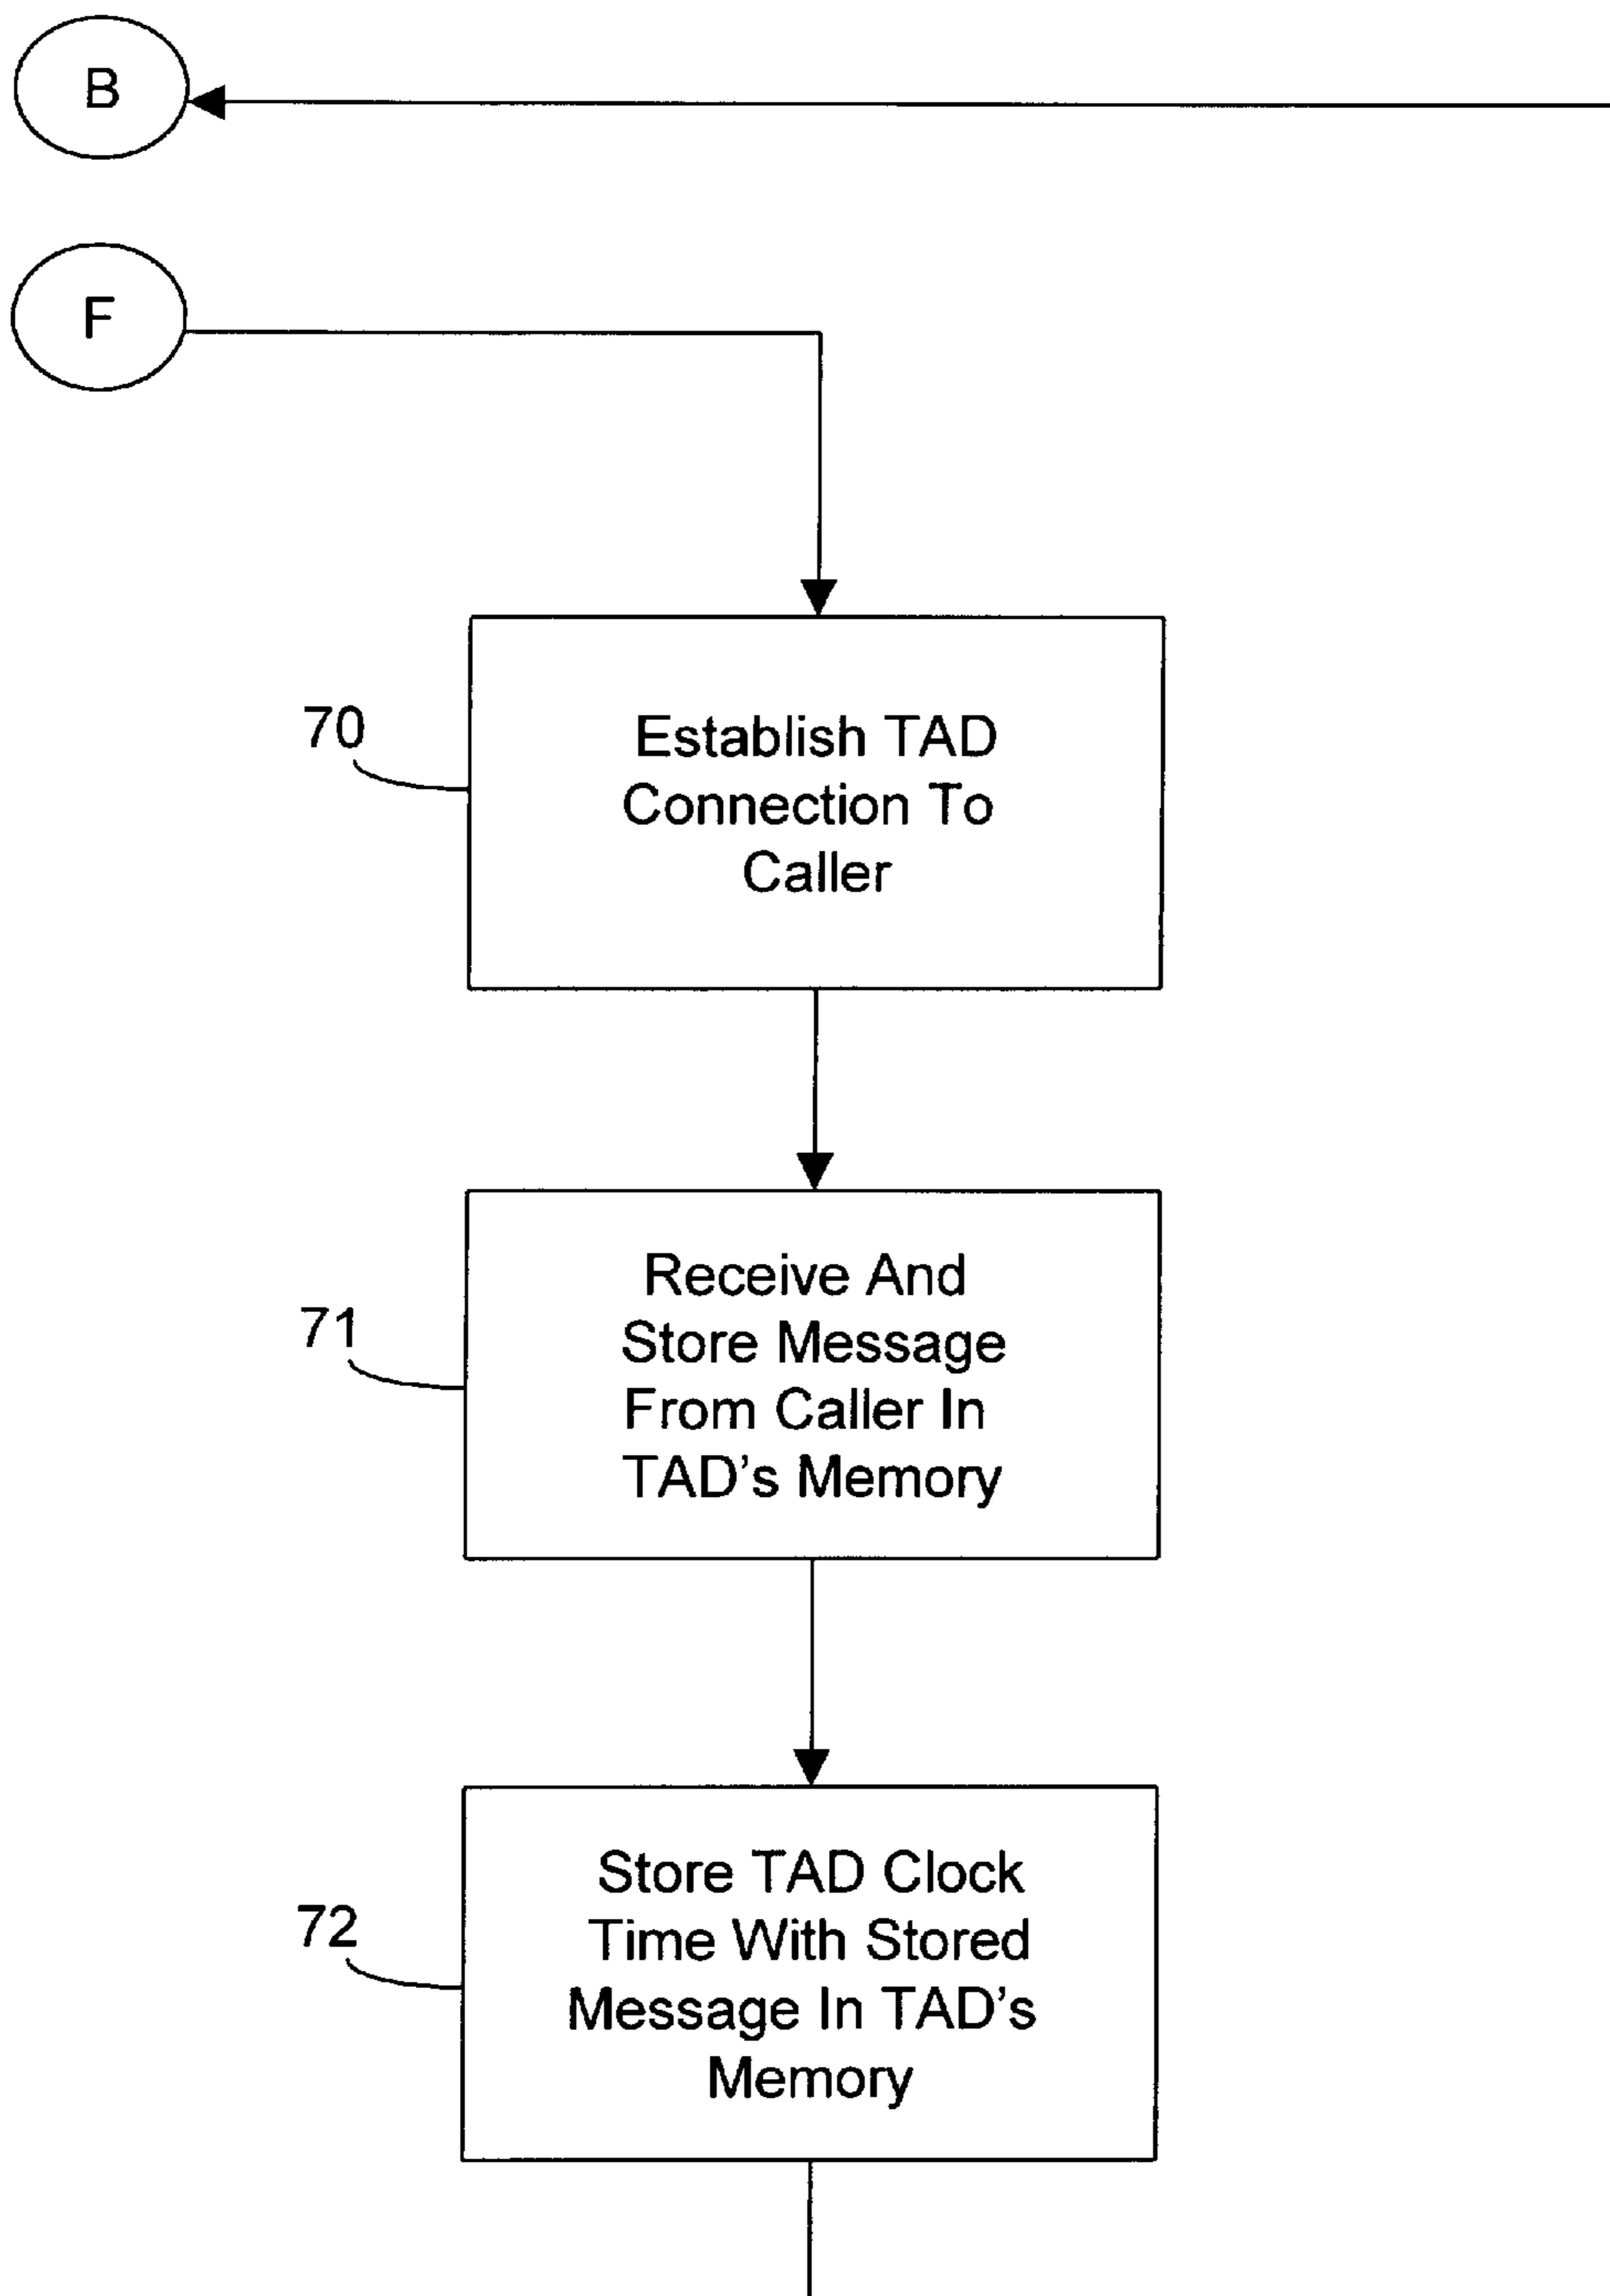 B
F
70
Establish TAD
Connection To
Caller
71
Receive And
Store Message
From Caller In
TAD's Memory
72
Store TAD Clock
Time With Stored
Message In TAD's
Memory